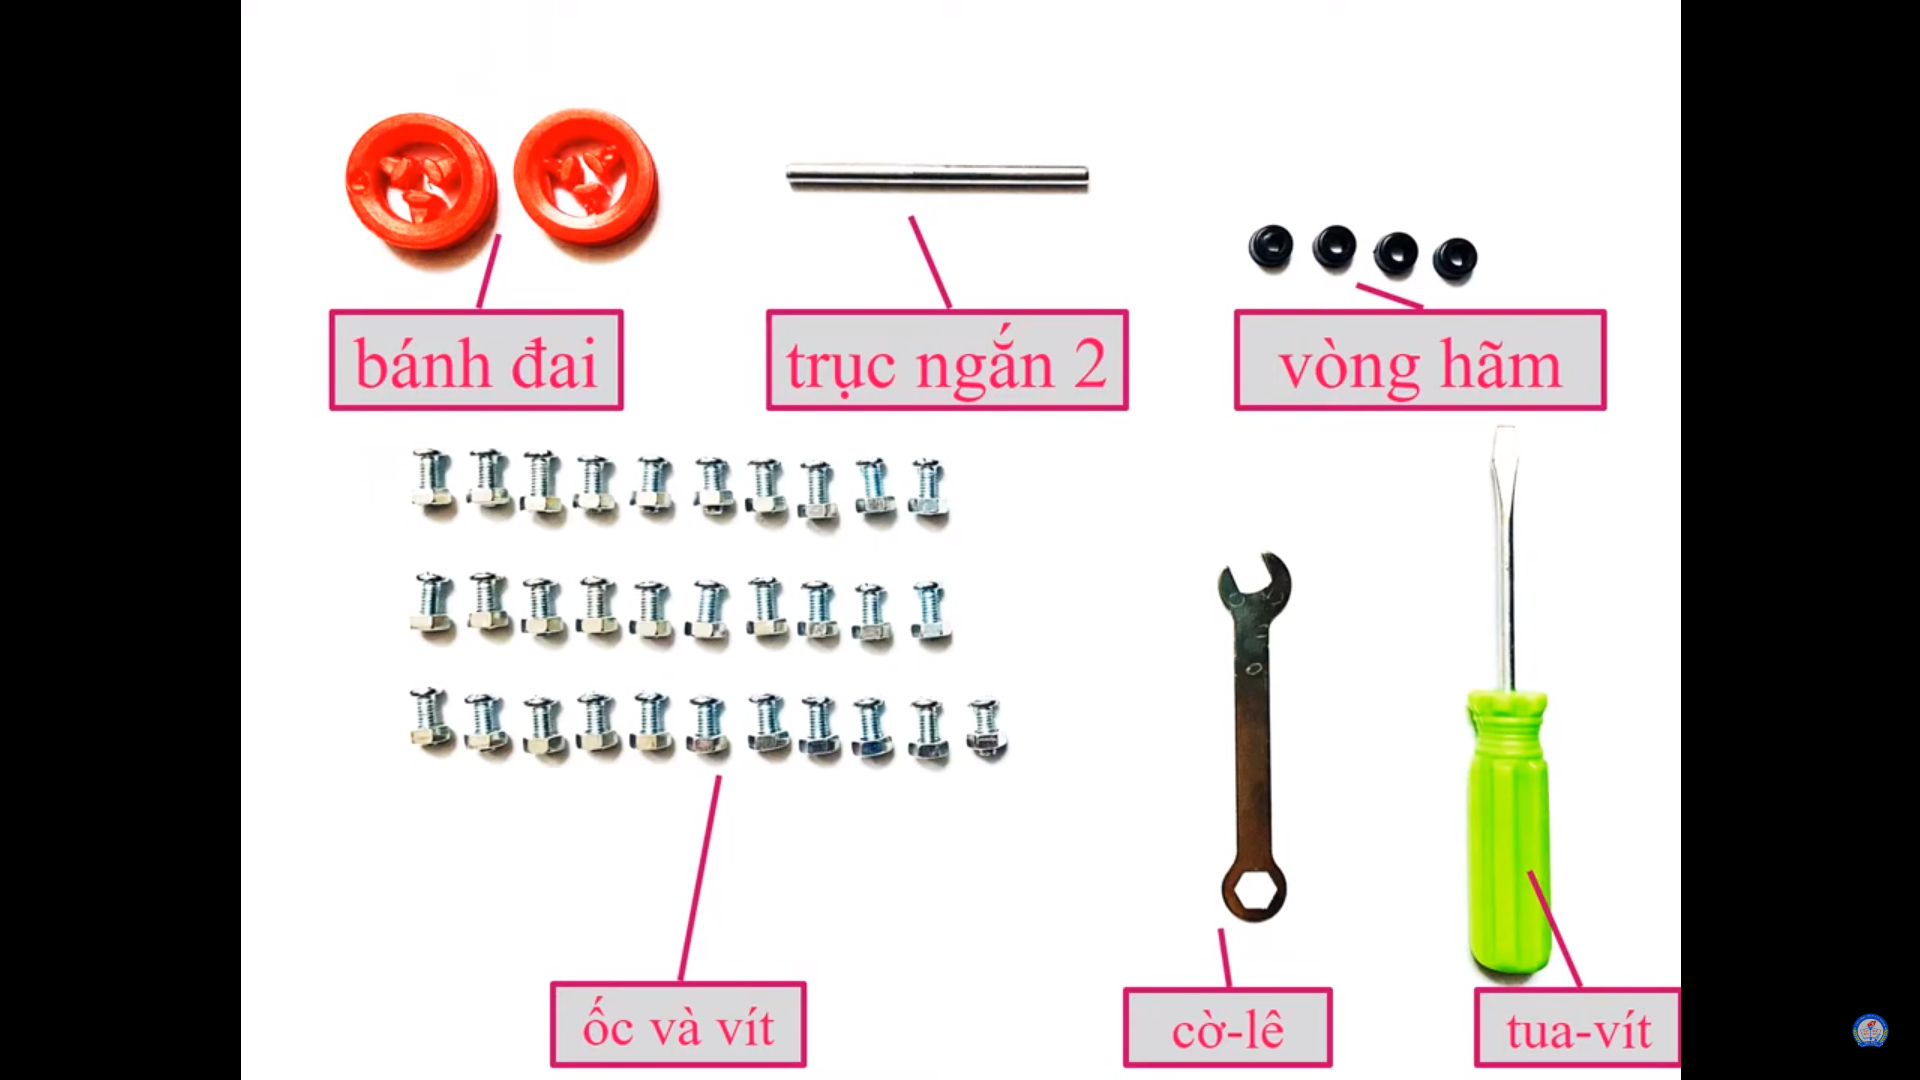 bánh đai
trục ngắn 2
vòng hãm
ốc và vít
cờ-lê
tua-vít